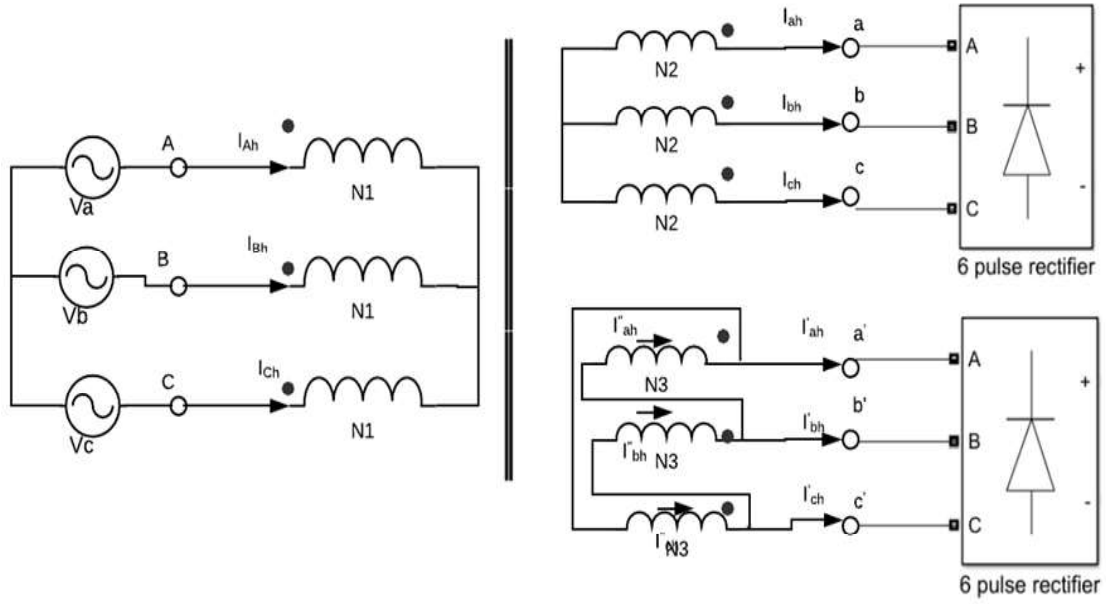 Va
A
I_Ah
N1
Vb
B
I_Bh
N1
Vc
C
I_Ch
N1
N2
I_ah
a
A
+
N2
I_bh
b
B
N2
I_ch
c
C
-
6 pulse rectifier
I"_ah
N3
I'_ah
a'
A
+
I"_bh
N3
I'_bh
b'
B
N3
I'_ch
c'
C
-
6 pulse rectifier